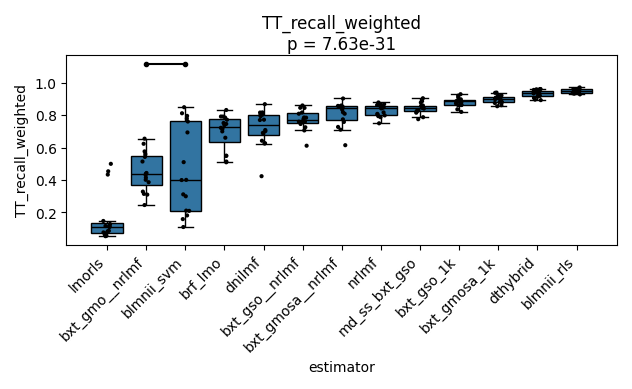 TT_recall_weighted
p = 7.63e-31
TT_recall_weighted
1.0
0.8
0.6
0.4
0.2
lmorls
bxt_gmo__nrlmf
blmnii_svm
brf_lmo
dnilmf
bxt_gso__nrlmf
bxt_gmosa__nrlmf
nrlmf
md_ss_bxt_gso
bxt_gso_1k
bxt_gmosa_1k
dthybrid
blmnii_rls
estimator